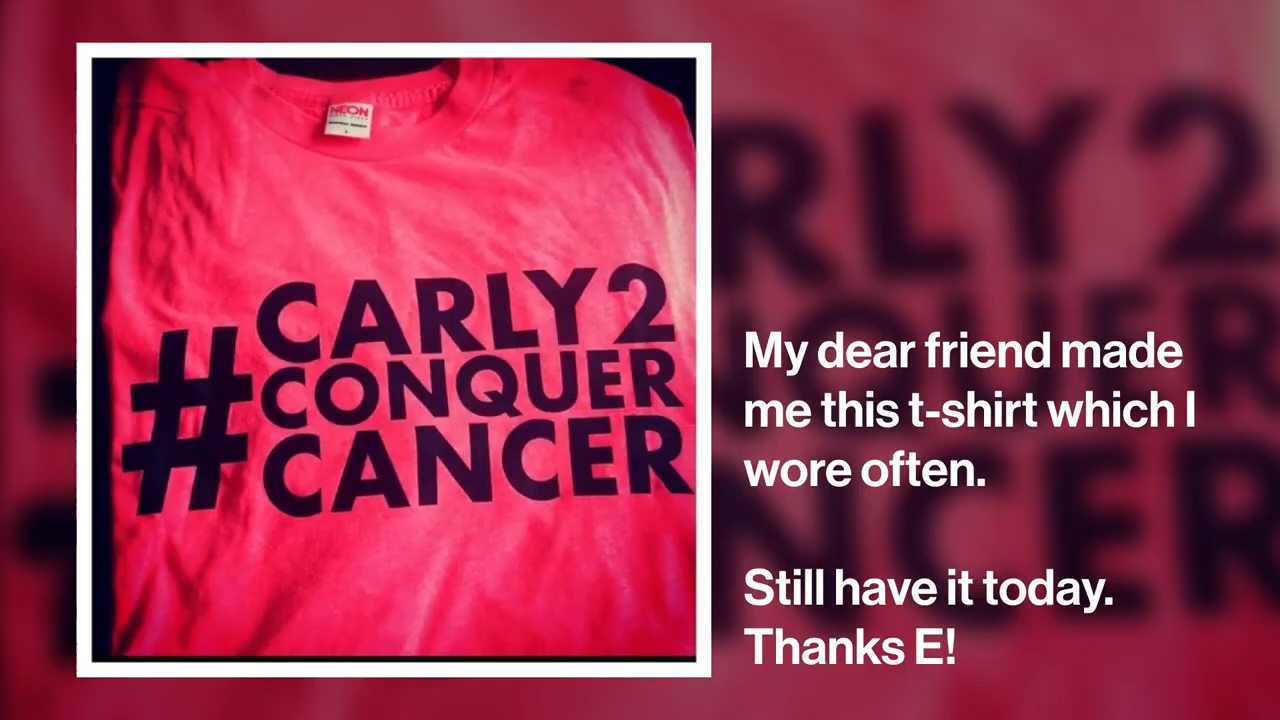 NEON
#CARLY2
CONQUER
CANCER
My dear friend made
me this t-shirt which I
wore often.
Still have it today.
Thanks E!